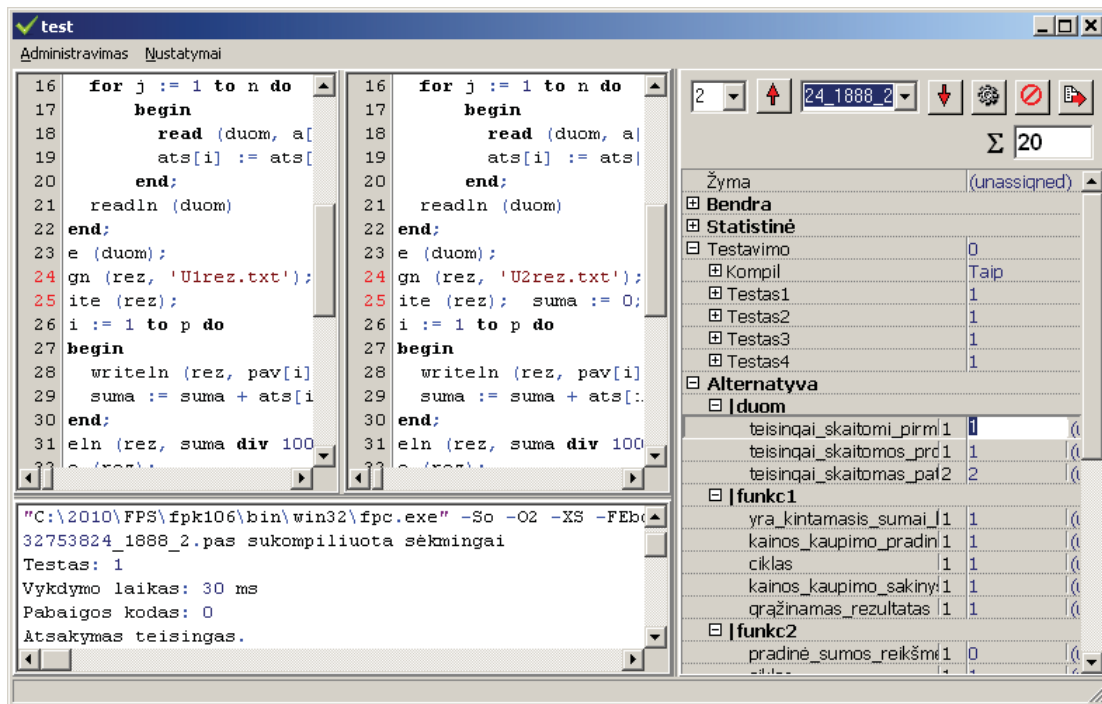 test
Administravimas Nustatymai
16 for j := 1 to n do
17 begin
18 read (duom, a[
19 ats[i] := ats[
20 end;
21 readln (duom)
22 end;
23 e (duom);
24 gn (rez, 'U1rez.txt');
25 ite (rez);
26 i := 1 to p do
27 begin
28 writeln (rez, pav[i]
29 suma := suma + ats[i
30 end;
31 eln (rez, suma div 100
16 for j := 1 to n do
17 begin
18 read (duom, a
19 ats[i] := ats
20 end;
21 readln (duom)
22 end;
23 e (duom);
24 gn (rez, 'U2rez.txt');
25 ite (rez); suma := 0;
26 i := 1 to p do
27 begin
28 writeln (rez, pav[i]
29 suma := suma + ats[
30 end;
31 eln (rez, suma div 100
"C:\2010\FPS\fpk106\bin\win32\fpc.exe" -So -O2 -XS -FEb
32753824_1888_2.pas sukompiliuota sėkmingai
Testas: 1
Vykdymo laikas: 30 ms
Pabaigos kodas: 0
Atsakymas teisingas.
2 24_1888_2
Σ 20
Žyma (unassigned)
Bendra
Statistinė
Testavimo 0
Kompil Taip
Testas1 1
Testas2 1
Testas3 1
Testas4 1
Alternatyva
|duom
teisingai_skaitomi_pirm 1 1
teisingai_skaitomos_pro 1 1
teisingai_skaitomas_pat 2 2
|funkc1
yra_kintamasis_sumai_ 1 1
kainos_kaupimo_pradin 1 1
ciklas 1 1
kainos_kaupimo_sakiny 1 1
grąžinamas_rezultatas 1 1
|funkc2
pradinė_sumos_reikšmė 1 0